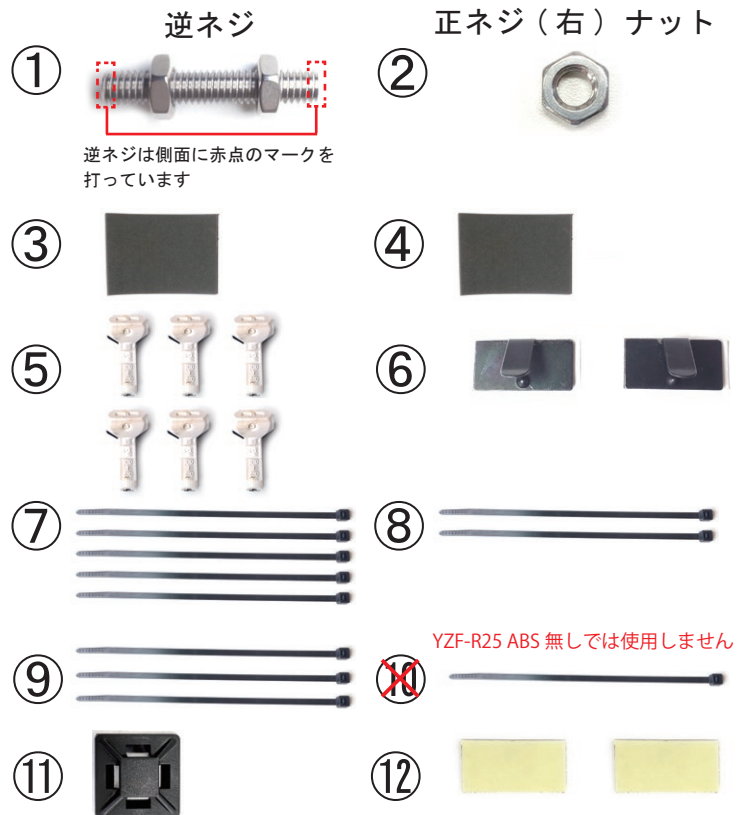 逆ネジ
正ネジ(右)ナット
①
②
逆ネジは側面に赤点のマークを
打っています
③
④
⑤
⑥
⑦
⑧
YZF-R25 ABS 無しでは使用しません
⑨
⑩
⑪
⑫